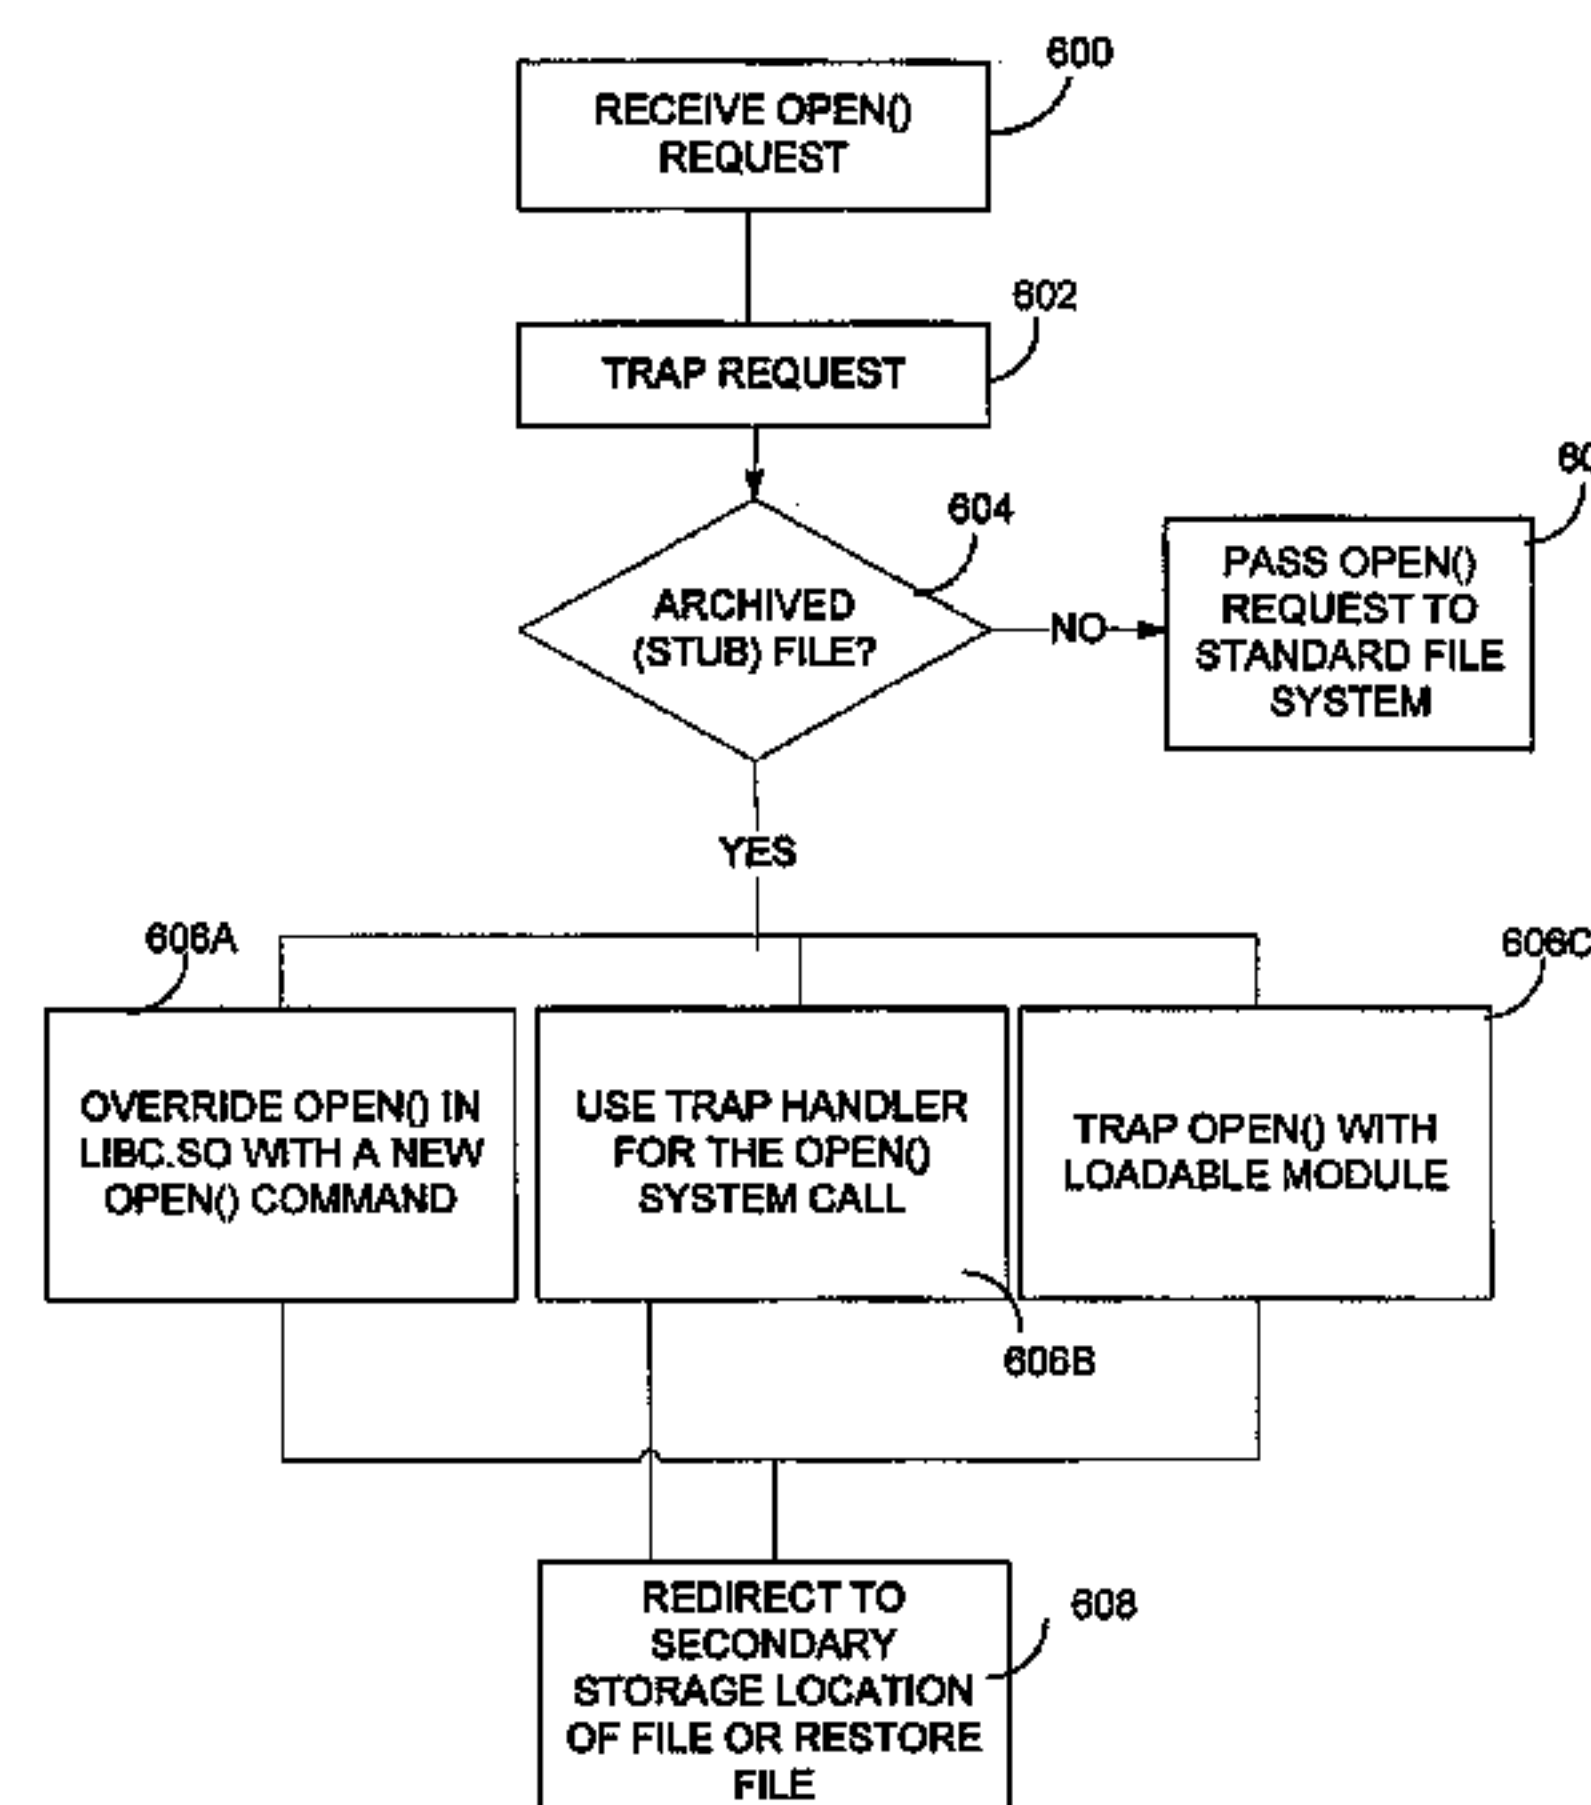 600
RECEIVE OPEN()
REQUEST
602
TRAP REQUEST
604
ARCHIVED
(STUB) FILE?
NO
PASS OPEN()
REQUEST TO
STANDARD FILE
SYSTEM
YES
606A
606C
OVERRIDE OPEN() IN
LIBC.SO WITH A NEW
OPEN() COMMAND
USE TRAP HANDLER
FOR THE OPEN()
SYSTEM CALL
TRAP OPEN() WITH
LOADABLE MODULE
606B
608
REDIRECT TO
SECONDARY
STORAGE LOCATION
OF FILE OR RESTORE
FILE